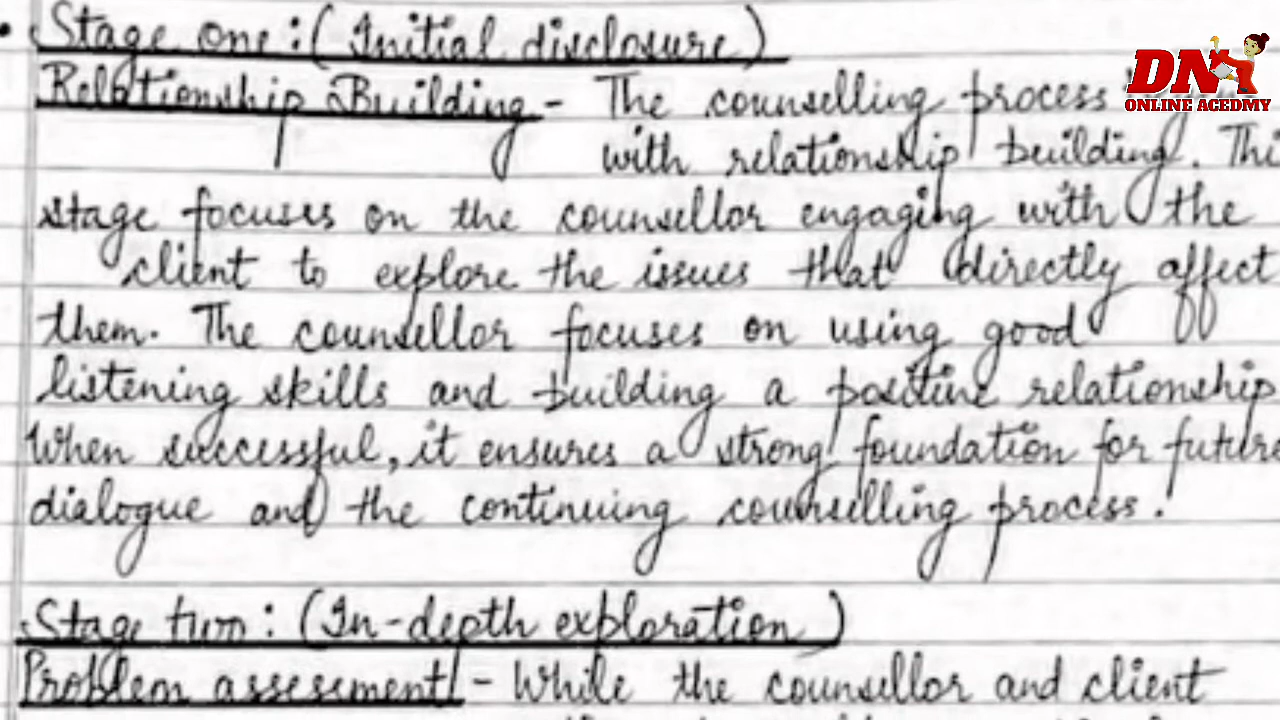 • Stage one : (Initial disclosure)
Relationship Building - The counselling process
with relationship building. Thi
stage focuses on the counsellor engaging with the
client to explore the issues that directly affect
them. The counsellor focuses on using good
listening skills and building a positive relationship
When successful, it ensures a strong foundation for future
dialogue and the continuing counselling process.
Stage two : (In-depth exploration)
Problem assessment - While the counsellor and client
DNA
ONLINE ACEDMY